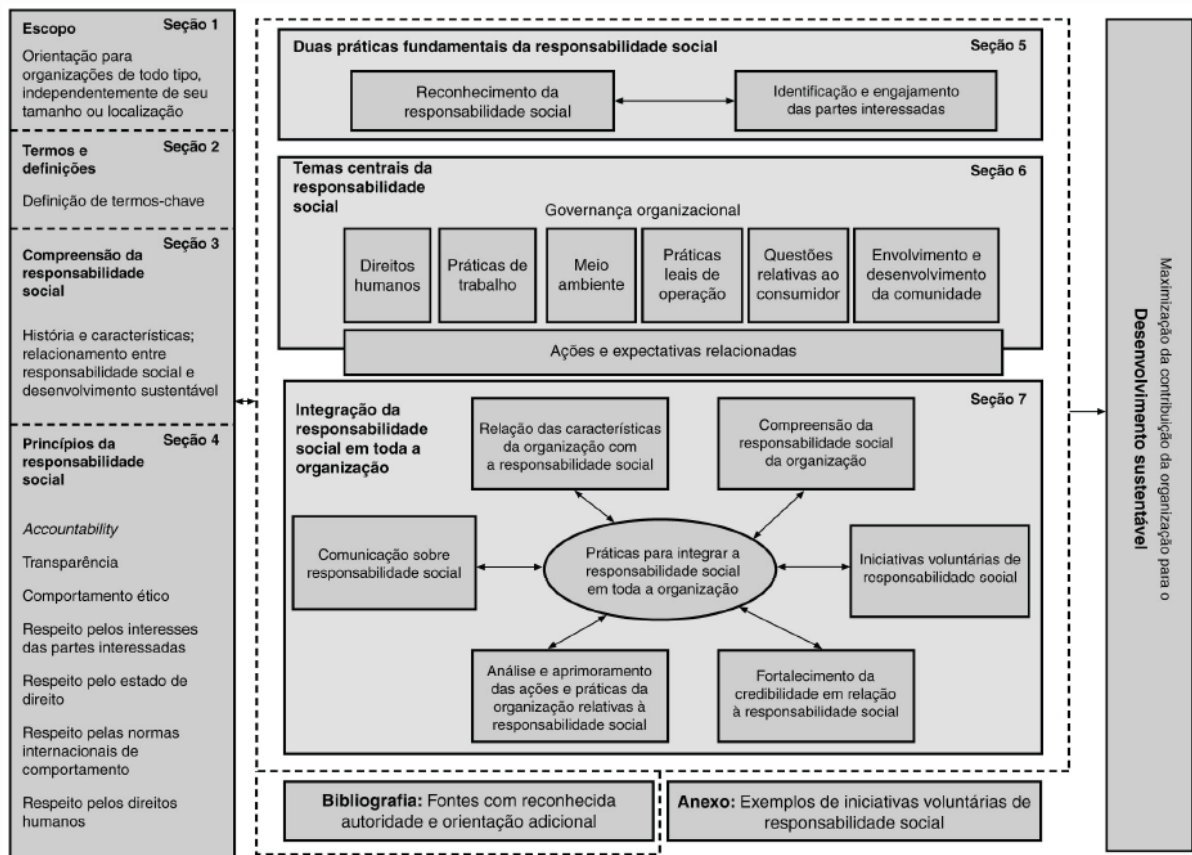 Escopo Seção 1
Orientação para
organizações de todo tipo,
independentemente de seu
tamanho ou localização
Termos e Seção 2
definições
Definição de termos-chave
Compreensão da Seção 3
responsabilidade
social
História e características;
relacionamento entre
responsabilidade social e
desenvolvimento sustentável
Princípios da Seção 4
responsabilidade
social
Accountability
Transparência
Comportamento ético
Respeito pelos interesses
das partes interessadas
Respeito pelo estado de
direito
Respeito pelas normas
internacionais de
comportamento
Respeito pelos direitos
humanos
Duas práticas fundamentais da responsabilidade social Seção 5
Reconhecimento da
responsabilidade social
Identificação e engajamento
das partes interessadas
Temas centrais da Seção 6
responsabilidade
social
Governança organizacional
Direitos
humanos
Práticas de
trabalho
Meio
ambiente
Práticas
leais de
operação
Questões
relativas ao
consumidor
Envolvimento e
desenvolvimento
da comunidade
Ações e expectativas relacionadas
Integração da Seção 7
responsabilidade
social em toda a
organização
Relação das características
da organização com
a responsabilidade social
Compreensão da
responsabilidade social
da organização
Comunicação sobre
responsabilidade social
Práticas para integrar a
responsabilidade social
em toda a organização
Iniciativas voluntárias de
responsabilidade social
Análise e aprimoramento
das ações e práticas da
organização relativas à
responsabilidade social
Fortalecimento da
credibilidade em relação
à responsabilidade social
Bibliografia: Fontes com reconhecida
autoridade e orientação adicional
Anexo: Exemplos de iniciativas voluntárias de
responsabilidade social
Maximização da contribuição da organização para o
Desenvolvimento sustentável